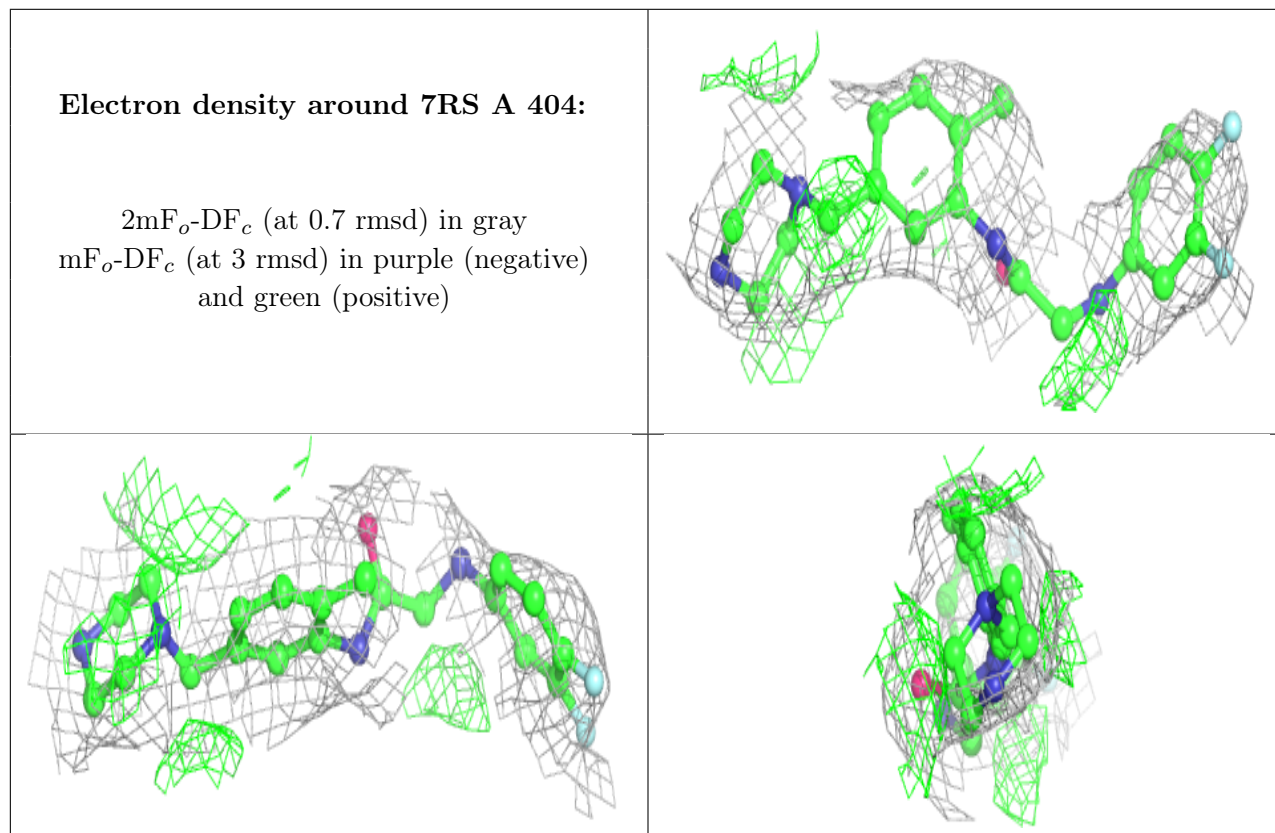 Electron density around 7RS A 404:
2mFo-DFc (at 0.7 rmsd) in gray
mFo-DFc (at 3 rmsd) in purple (negative)
and green (positive)